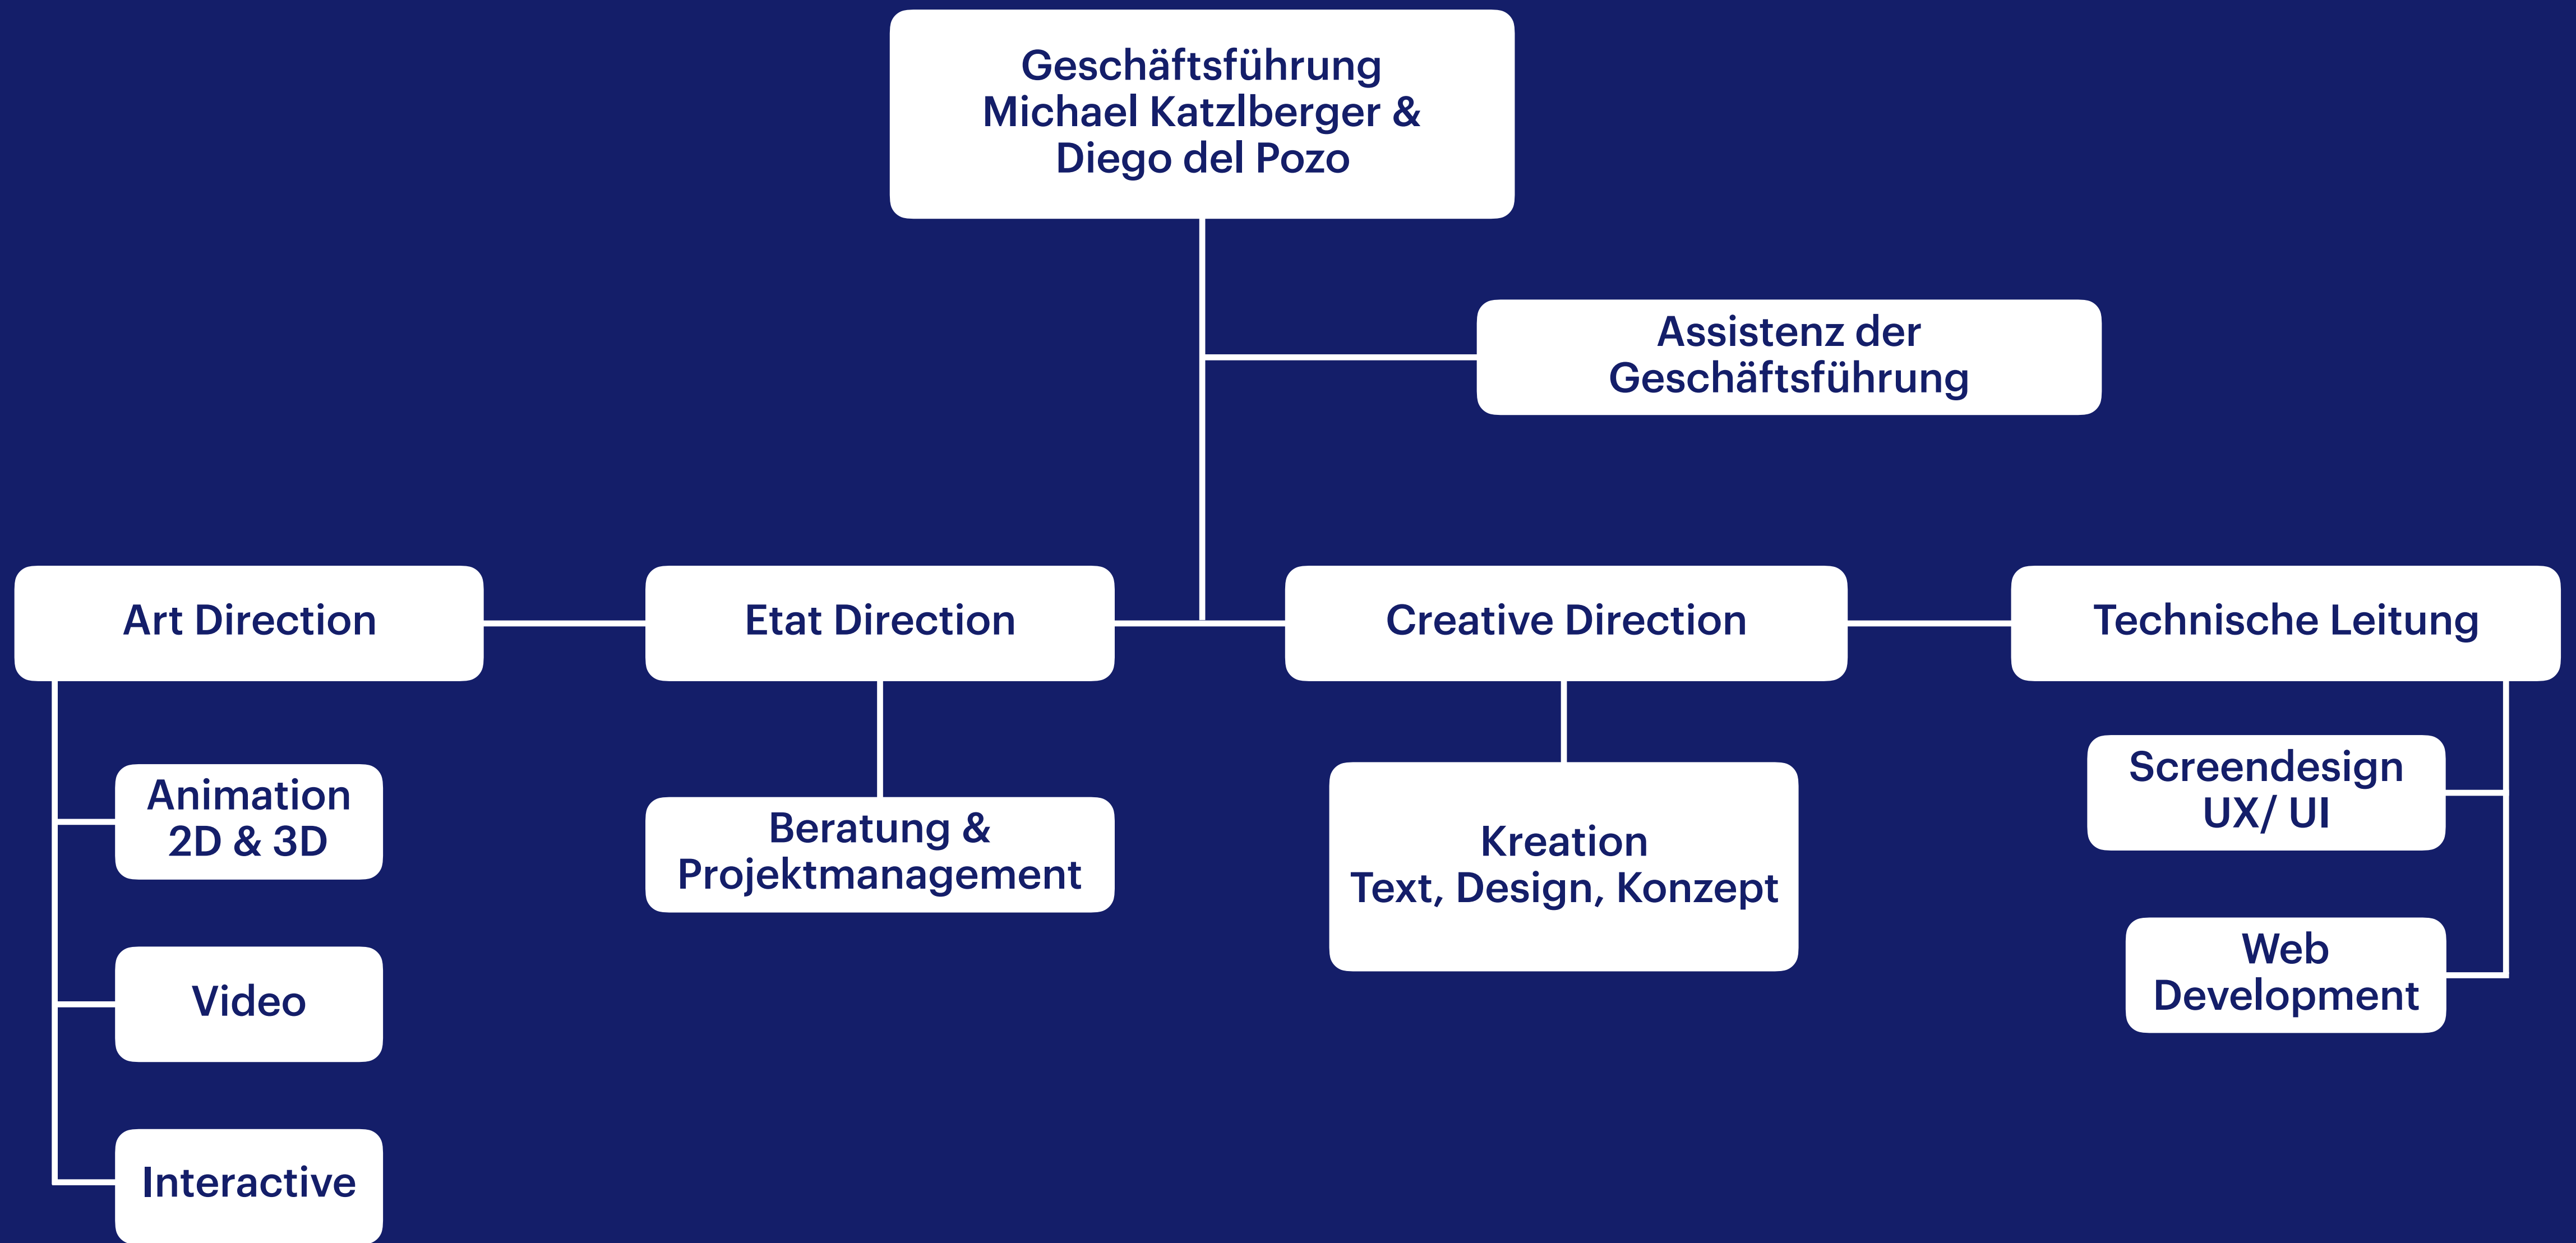 Geschäftsführung
Michael Katzlberger &
Diego del Pozo
Assistenz der
Geschäftsführung
Art Direction
Etat Direction
Creative Direction
Technische Leitung
Animation
2D & 3D
Video
Interactive
Beratung &
Projektmanagement
Kreation
Text, Design, Konzept
Screendesign
UX/ UI
Web
Development